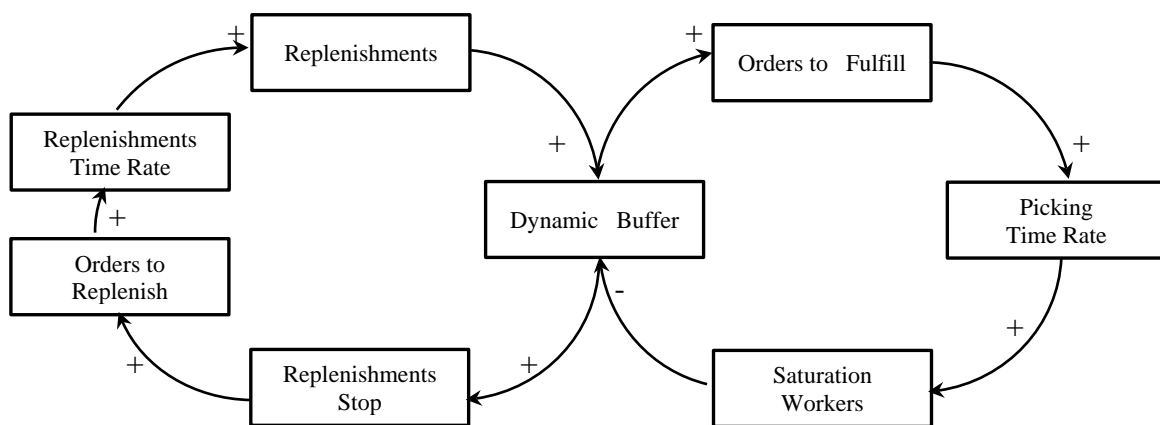 +
Replenishments
+
Orders to Fulfill
Replenishments
Time Rate
+
+
+
Dynamic Buffer
Picking
Time Rate
+
Orders to
Replenish
-
+
+
Replenishments
Stop
+
Saturation
Workers